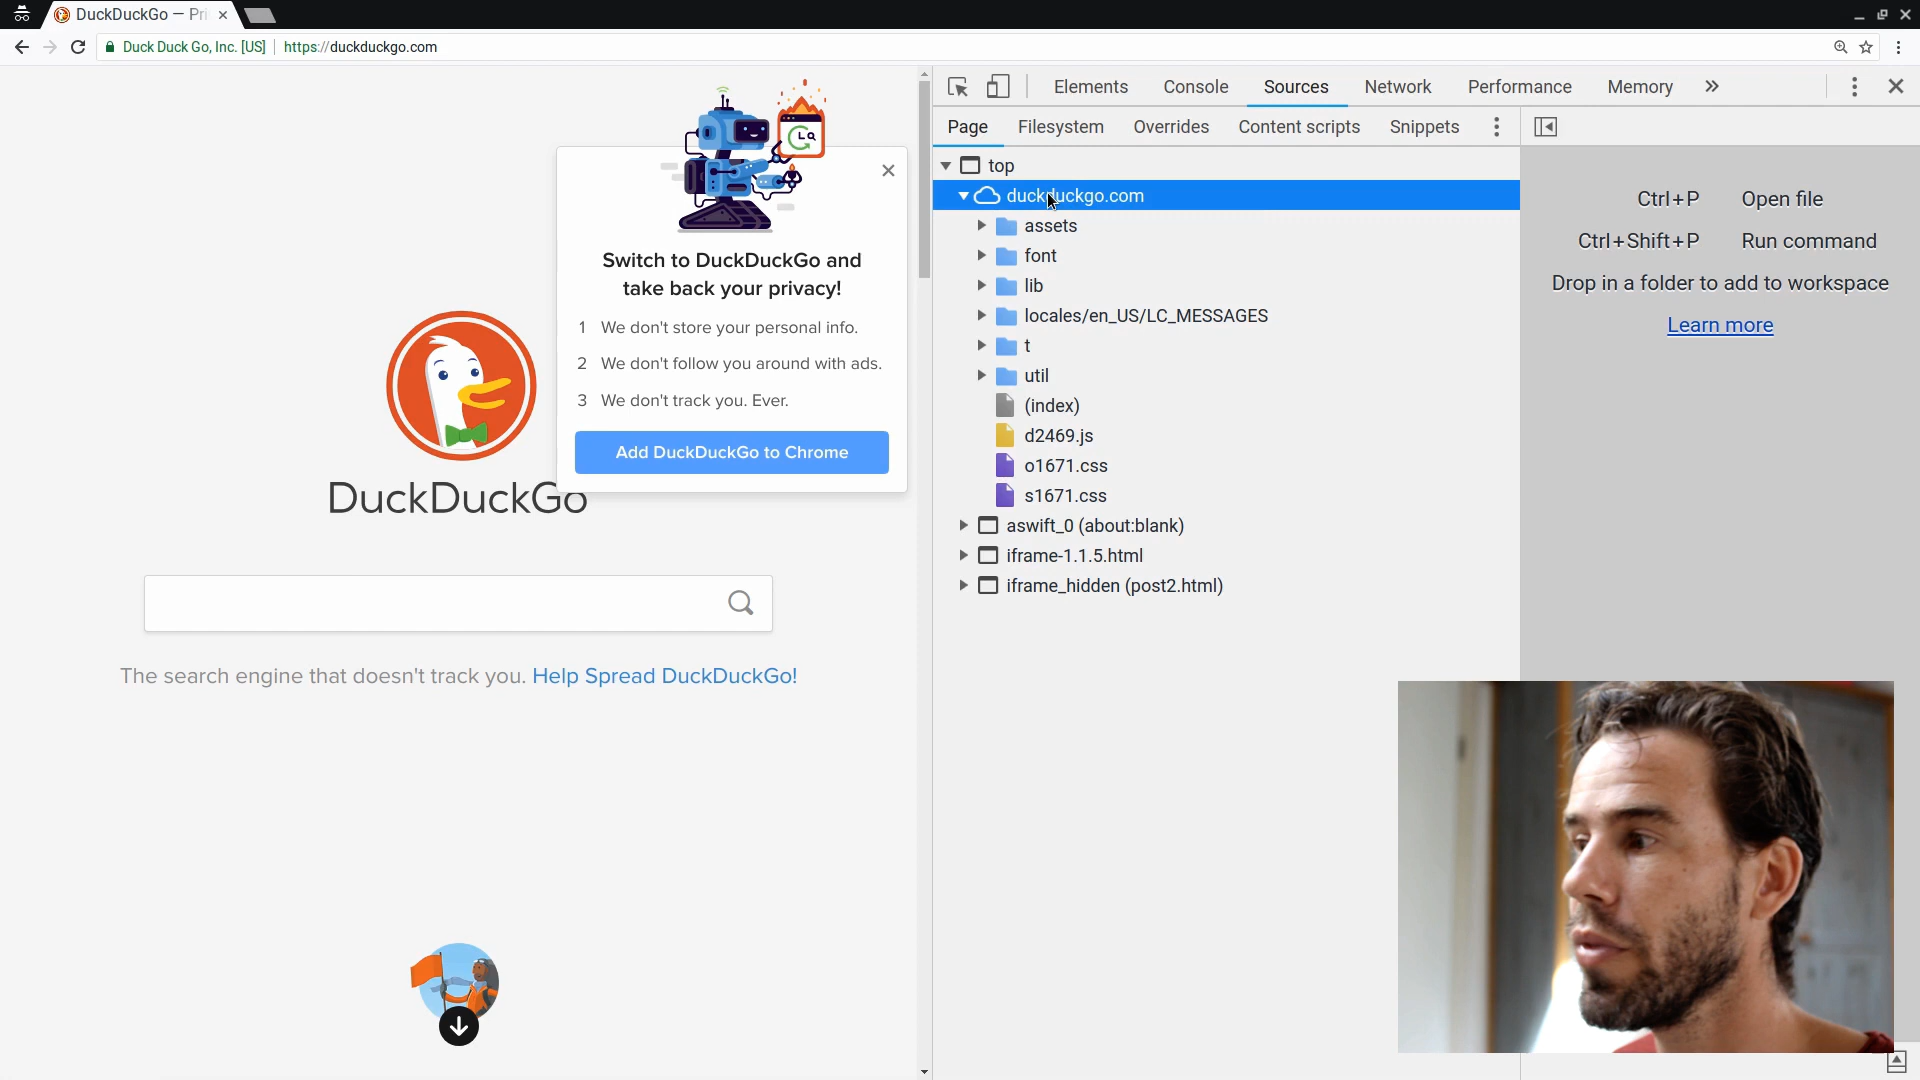 DuckDuckGo — Pri
Duck Duck Go, Inc. [US]
https://duckduckgo.com
Switch to DuckDuckGo and
take back your privacy!
1 We don't store your personal info.
2 We don't follow you around with ads.
3 We don't track you. Ever.
Add DuckDuckGo to Chrome
DuckDuckGo
The search engine that doesn't track you. Help Spread DuckDuckGo!
Elements Console Sources Network Performance Memory
Page Filesystem Overrides Content scripts Snippets
top
duckduckgo.com
assets
font
lib
locales/en_US/LC_MESSAGES
t
util
(index)
d2469.js
o1671.css
s1671.css
aswift_0 (about:blank)
iframe-1.1.5.html
iframe_hidden (post2.html)
Ctrl+P Open file
Ctrl+Shift+P Run command
Drop in a folder to add to workspace
Learn more